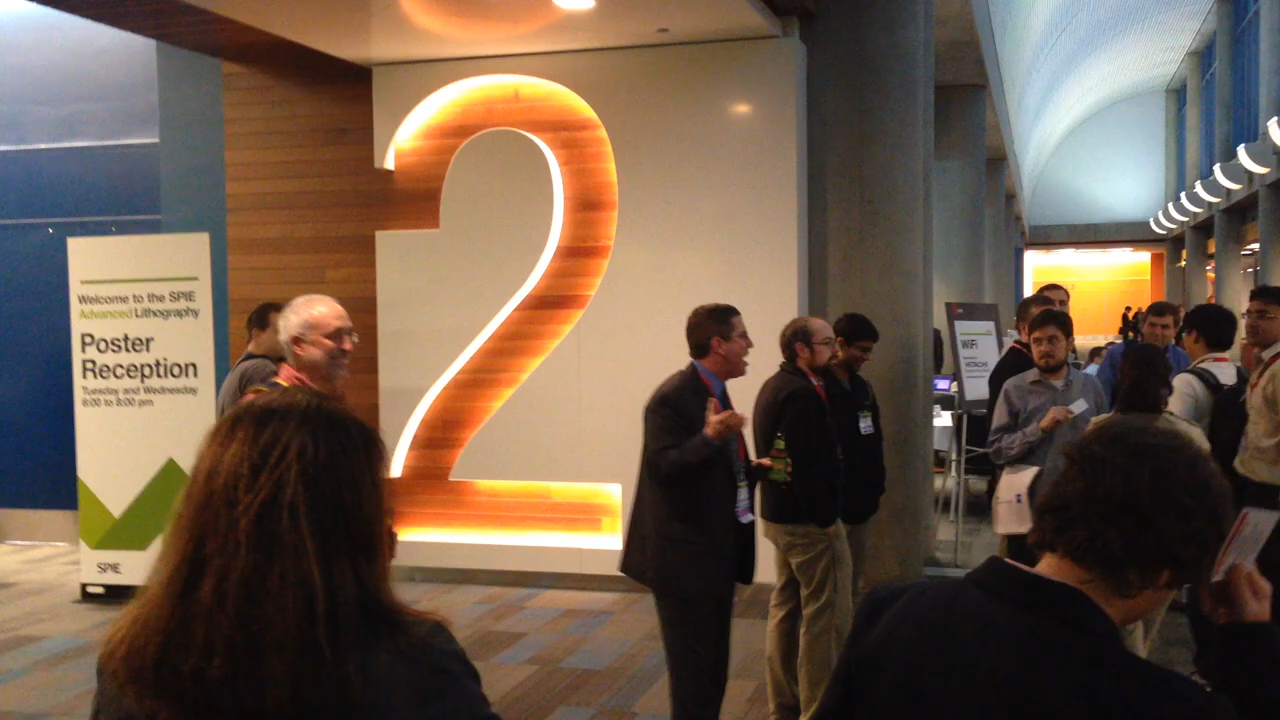 Welcome to the SPIE
Advanced Lithography
Poster
Reception
Tuesday and Wednesday
6:00 to 8:00 pm
SPIE.
2
WiFi
HITACHI